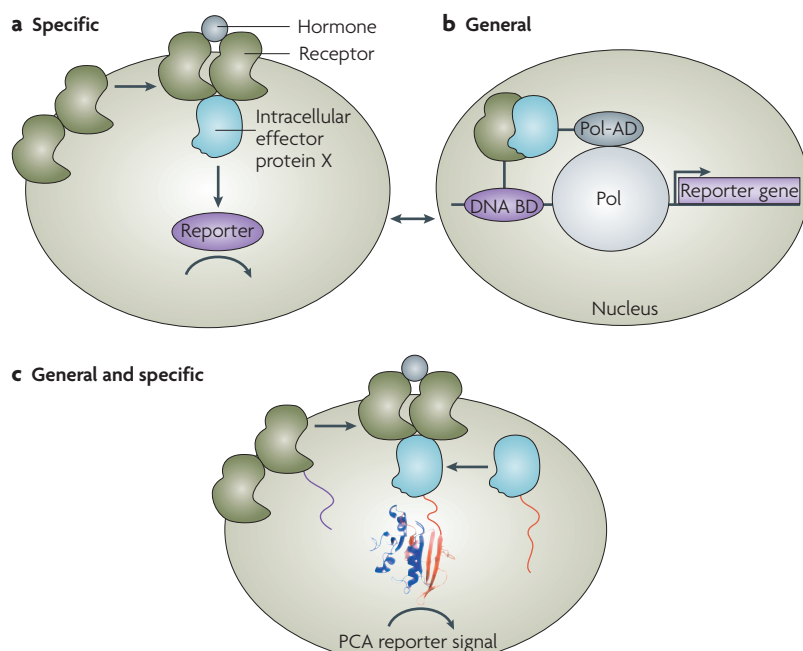 a Specific
Hormone
Receptor
Intracellular
effector
protein X
Reporter
b General
Pol-AD
DNA BD
Pol
Reporter gene
Nucleus
c General and specific
PCA reporter signal